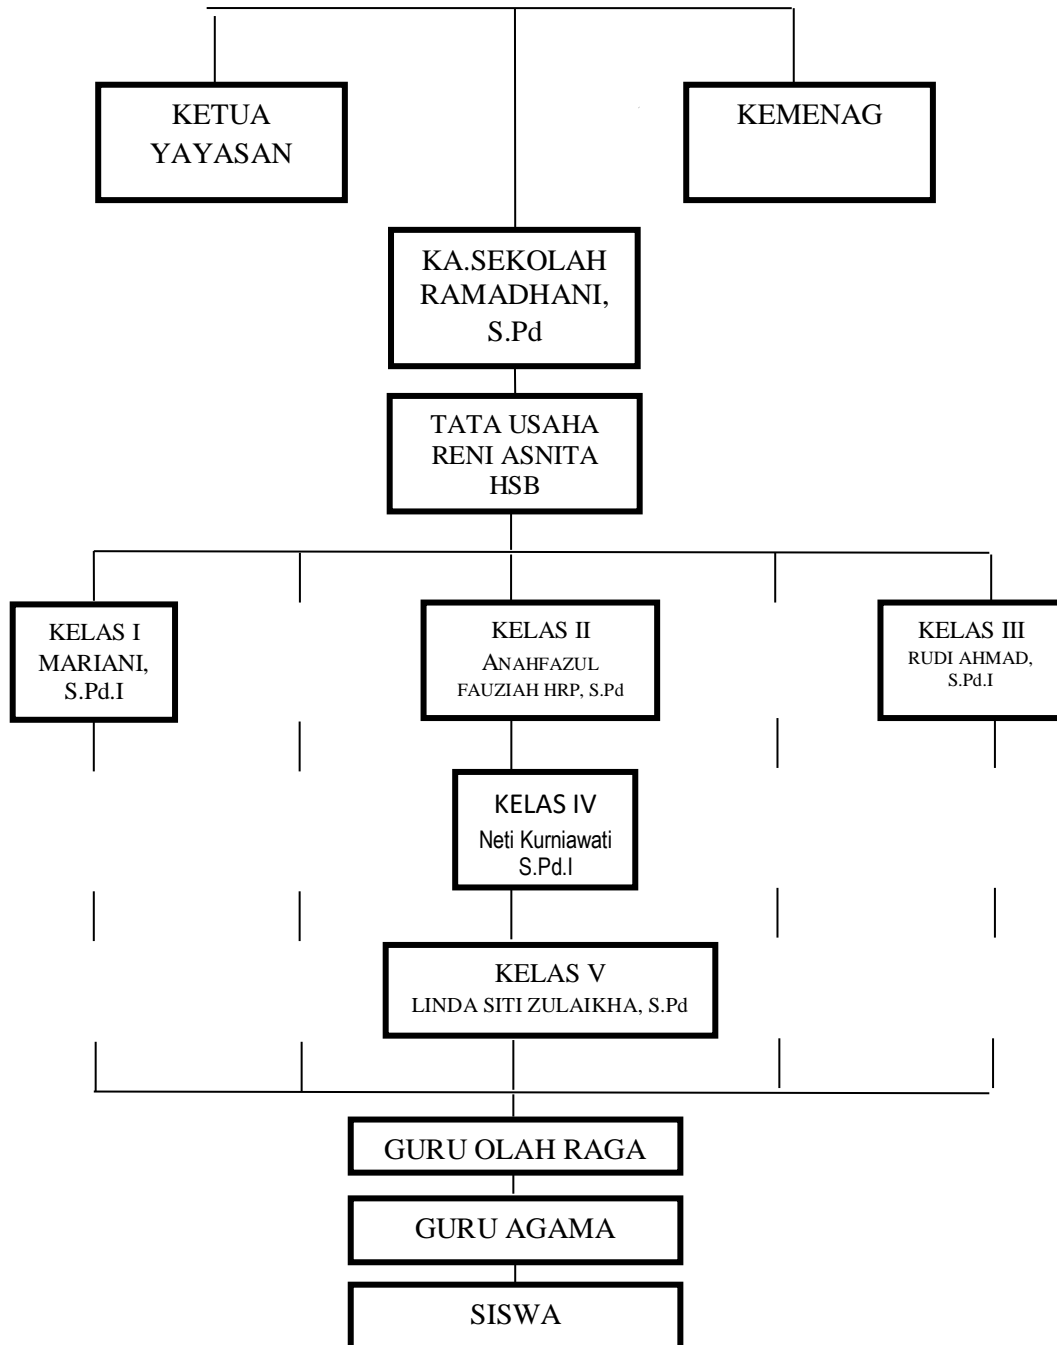 KETUA
YAYASAN
KEMENAG
KA.SEKOLAH
RAMADHANI,
S.Pd
TATA USAHA
RENI ASNITA
HSB
KELAS I
MARIANI,
S.Pd.I
KELAS II
ANAHFAZUL
FAUZIAH HRP, S.Pd
KELAS III
RUDI AHMAD,
S.Pd.I
KELAS IV
Neti Kurniawati
S.Pd.I
KELAS V
LINDA SITI ZULAIKHA, S.Pd
GURU OLAH RAGA
GURU AGAMA
SISWA